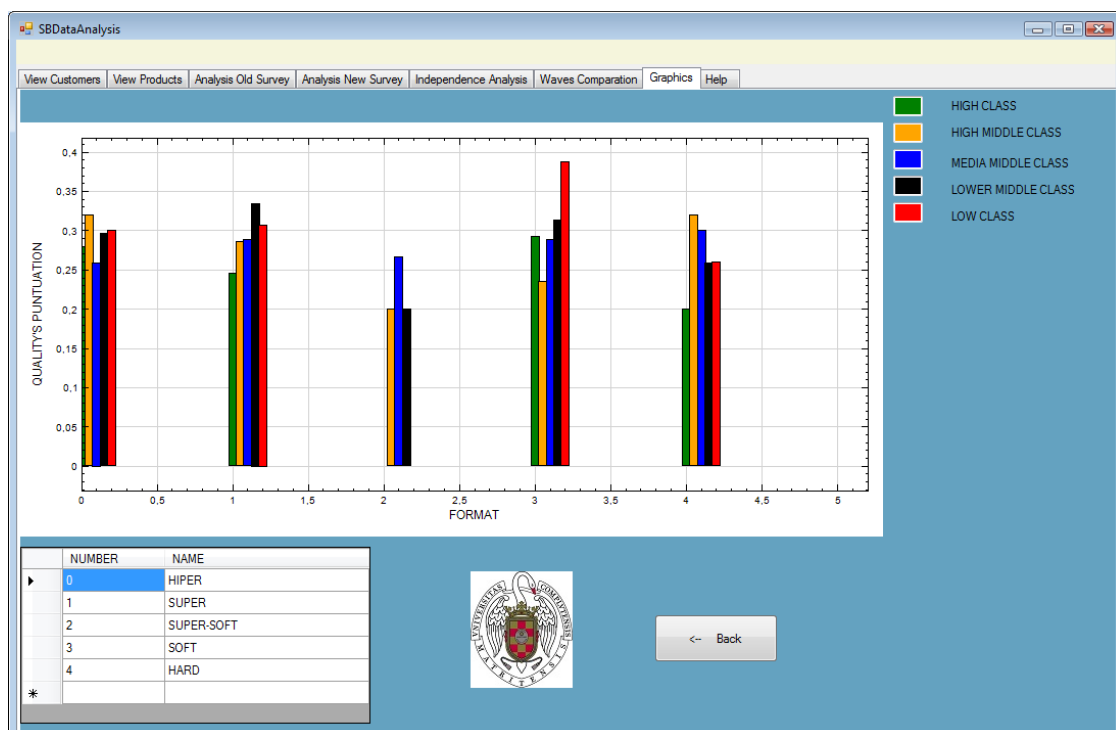 SBDataAnalysis
View Customers View Products Analysis Old Survey Analysis New Survey Independence Analysis Waves Comparation Graphics Help
HIGH CLASS
HIGH MIDDLE CLASS
MEDIA MIDDLE CLASS
LOWER MIDDLE CLASS
LOW CLASS
QUALITY'S PUNTUATION
0,4
0,35
0,3
0,25
0,2
0,15
0,1
0,05
0
0 0,5 1 1,5 2 2,5 3 3,5 4 4,5 5
FORMAT
NUMBER NAME
0 HIPER
1 SUPER
2 SUPER-SOFT
3 SOFT
4 HARD
VNIVERSITAS COMPLVTENSIS
MATRITENSIS
<-- Back